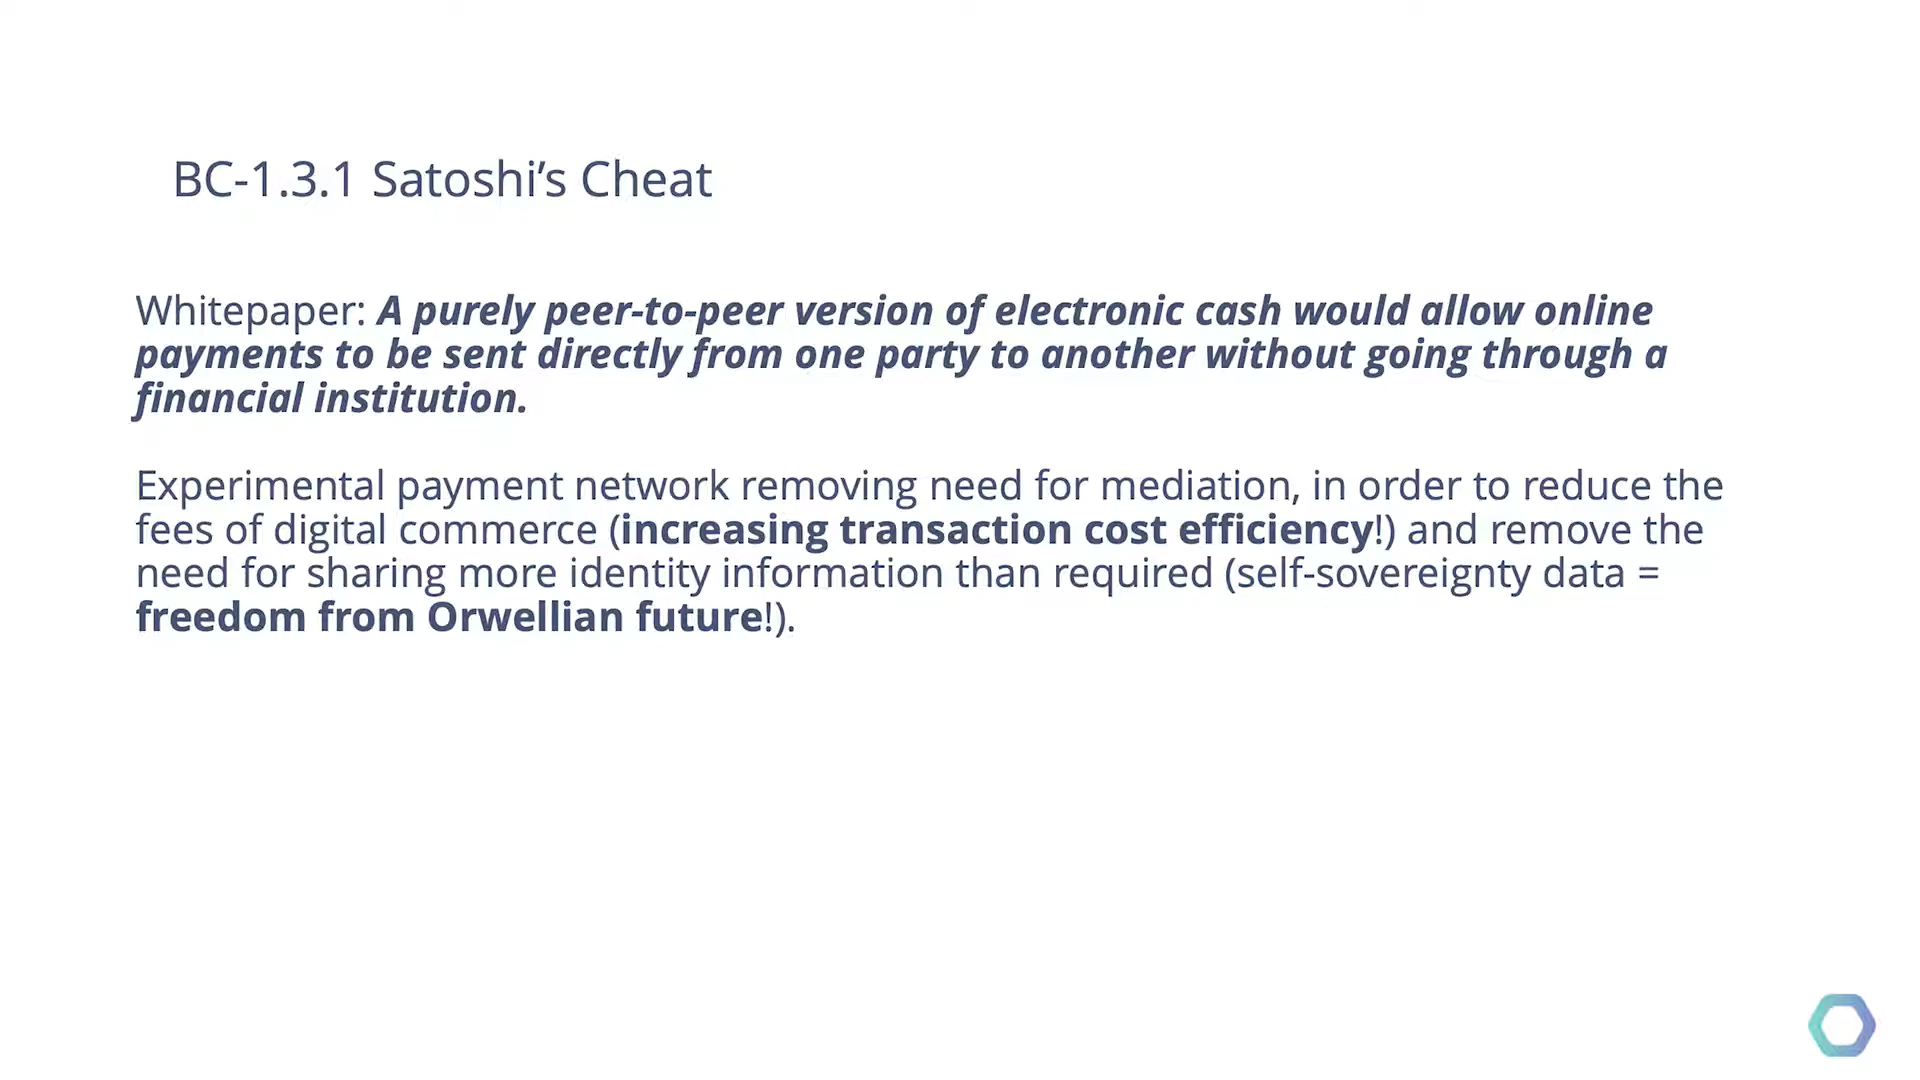 BC-1.3.1 Satoshi’s Cheat
Whitepaper: A purely peer-to-peer version of electronic cash would allow online
payments to be sent directly from one party to another without going through a
financial institution.
Experimental payment network removing need for mediation, in order to reduce the
fees of digital commerce (increasing transaction cost efficiency!) and remove the
need for sharing more identity information than required (self-sovereignty data =
freedom from Orwellian future!).